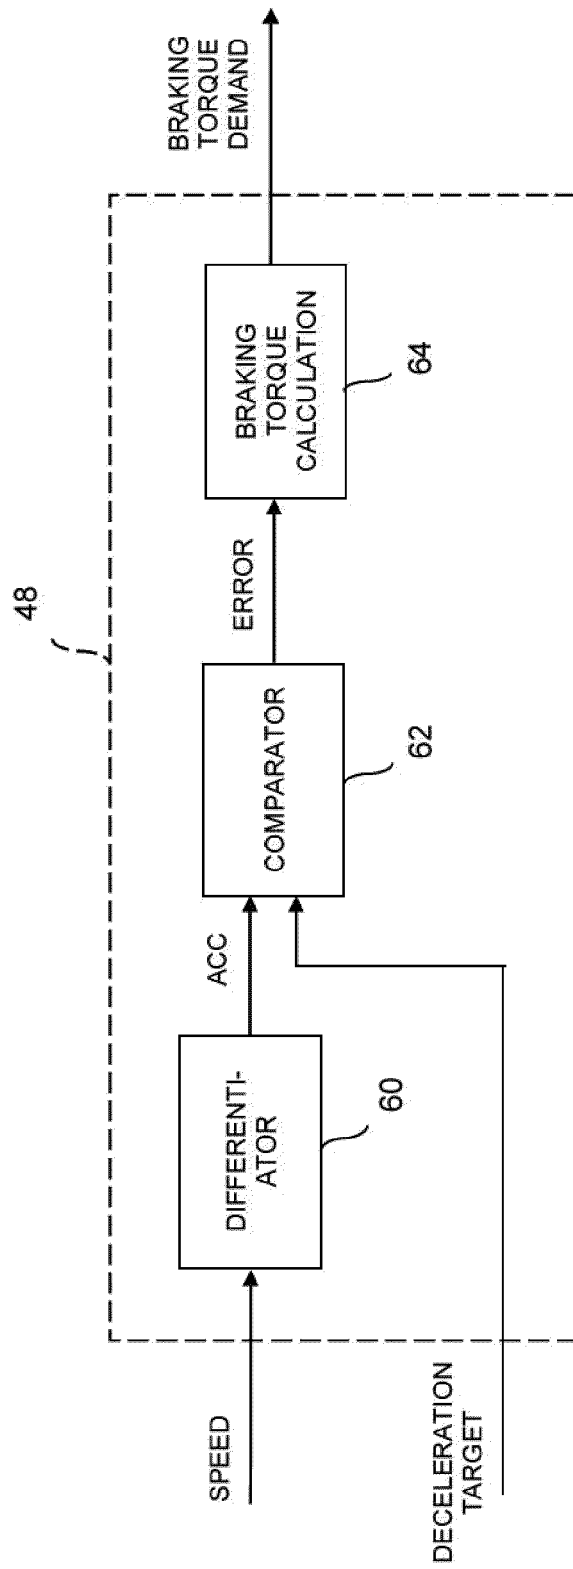 48
SPEED
DIFFERENTI-
ATOR
60
ACC
COMPARATOR
62
ERROR
BRAKING
TORQUE
CALCULATION
64
BRAKING
TORQUE
DEMAND
DECELERATION
TARGET